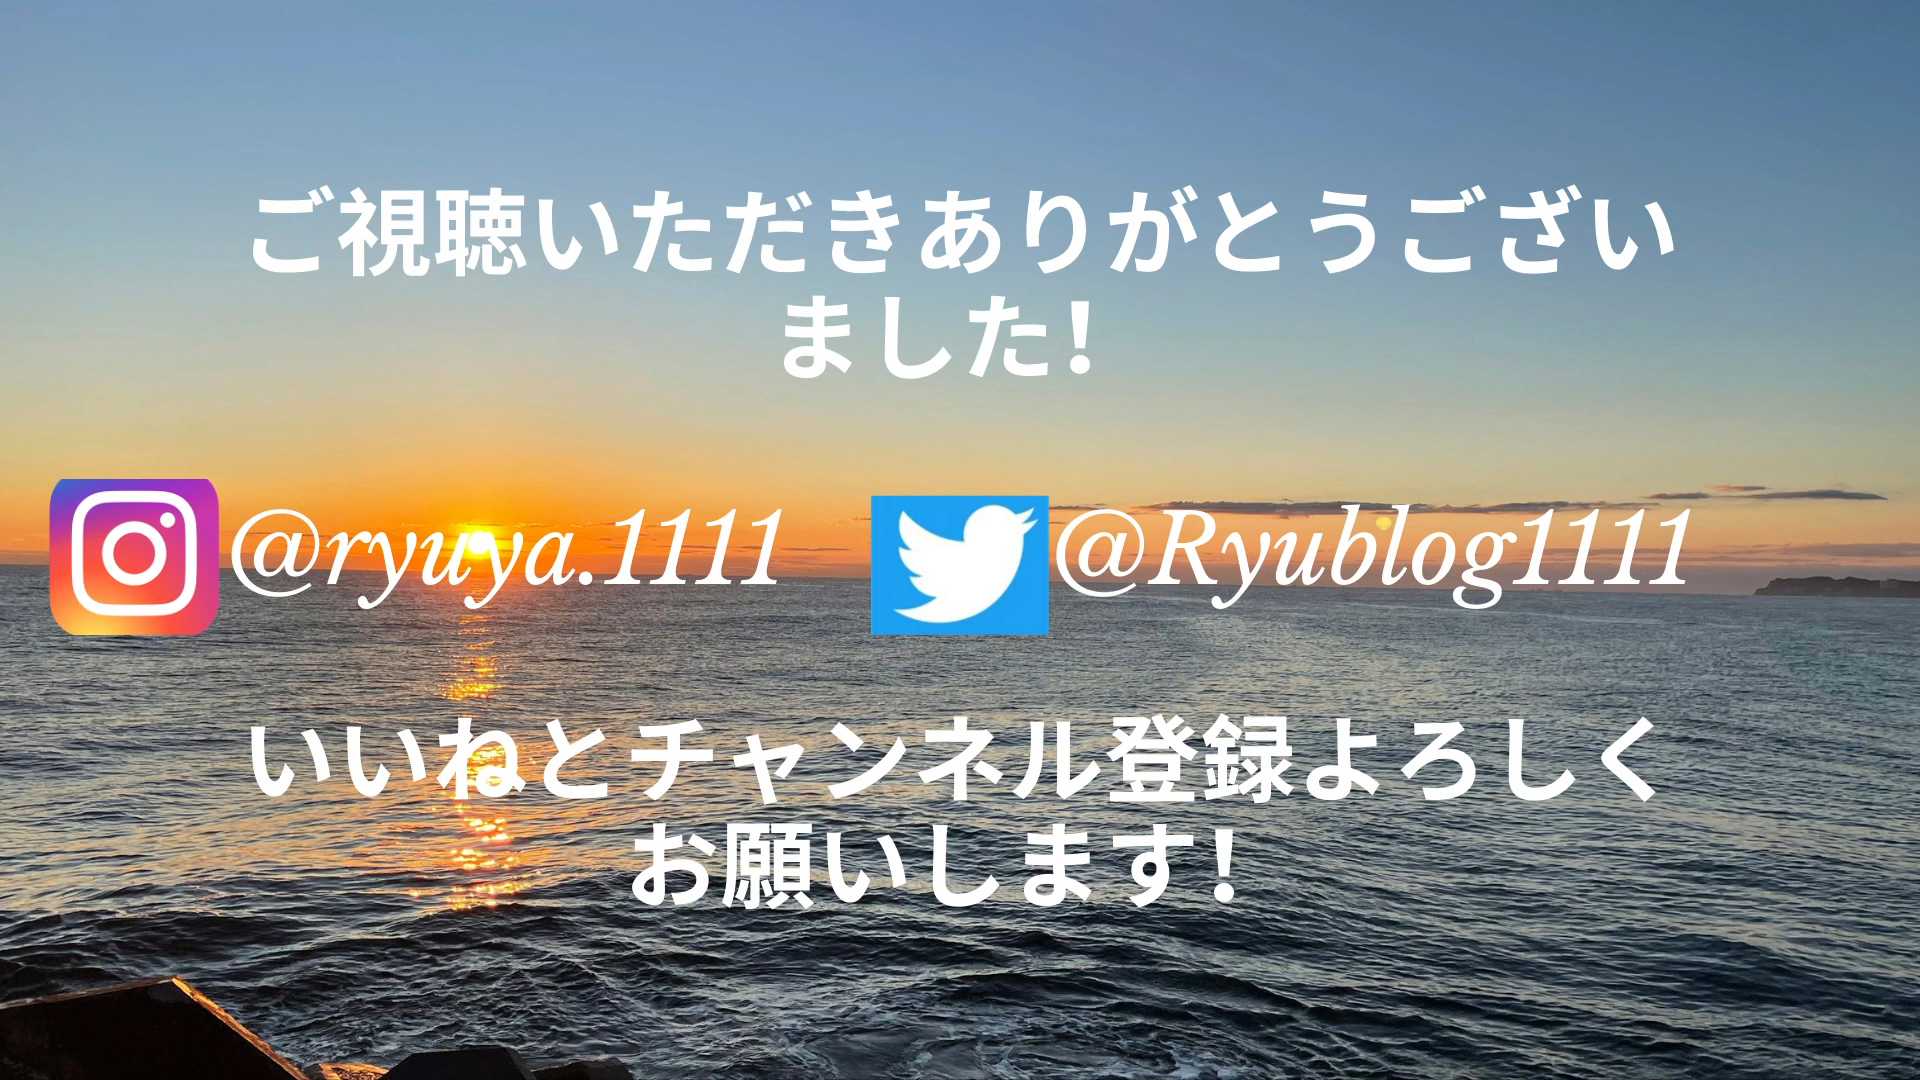 ご視聴いただきありがとうござい
ました!
@ryuya.1111 @Ryublog1111
いいねとチャンネル登録よろしく
お願いします!